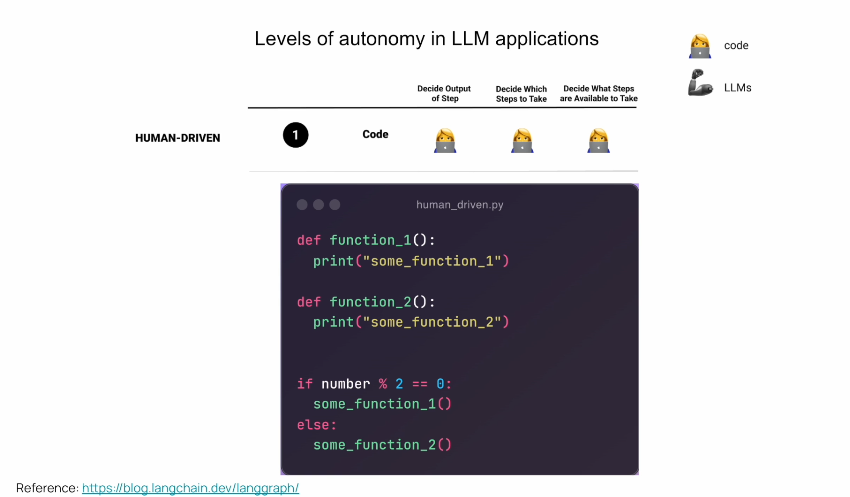 Levels of autonomy in LLM applications
code
LLMs
Decide Output
of Step
Decide Which
Steps to Take
Decide What Steps
are Available to Take
HUMAN-DRIVEN
1
Code
human_driven.py
def function_1():
  print("some_function_1")
def function_2():
  print("some_function_2")
if number % 2 == 0:
  some_function_1()
else:
  some_function_2()
Reference: https://blog.langchain.dev/langgraph/